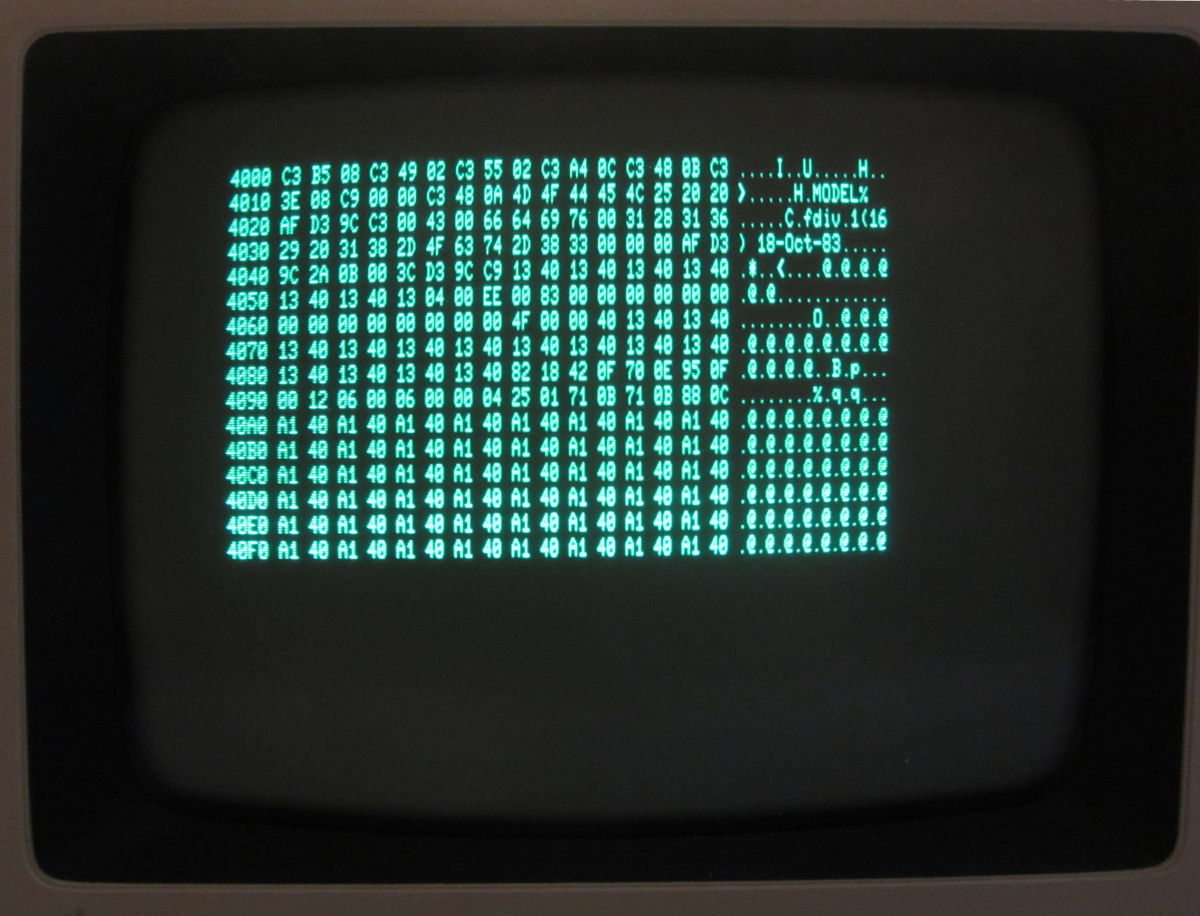 4000 C3 B5 08 C3 49 02 C3 55 02 C3 A4 0C C3 48 0B C3 ....I..U.....H..
4010 3E 08 C9 00 00 C3 48 0A 4D 4F 44 45 4C 25 20 20 >.....H.MODEL%
4020 AF D3 9C C3 00 43 00 66 64 69 76 00 31 28 31 36 .....C.fdiv.1(16
4030 29 20 31 38 2D 4F 63 74 2D 38 33 00 00 00 AF D3 ) 18-Oct-83.....
4040 9C 2A 0B 00 3C D3 9C C9 13 40 13 40 13 40 13 40 .*..<....@.@.@.@
4050 13 40 13 40 13 04 00 EE 00 83 00 00 00 00 00 00 .@.@............
4060 00 00 00 00 00 00 00 00 4F 00 00 40 13 40 13 40 ........O..@.@.@
4070 13 40 13 40 13 40 13 40 13 40 13 40 13 40 13 40 .@.@.@.@.@.@.@.@
4080 13 40 13 40 13 40 13 40 82 18 42 0F 70 0E 95 0F .@.@.@.@..B.p...
4090 00 12 06 00 06 00 00 04 25 01 71 0B 71 0B 88 0C ........%.q.q...
40A0 A1 40 A1 40 A1 40 A1 40 A1 40 A1 40 A1 40 A1 40 .@.@.@.@.@.@.@.@
40B0 A1 40 A1 40 A1 40 A1 40 A1 40 A1 40 A1 40 A1 40 .@.@.@.@.@.@.@.@
40C0 A1 40 A1 40 A1 40 A1 40 A1 40 A1 40 A1 40 A1 40 .@.@.@.@.@.@.@.@
40D0 A1 40 A1 40 A1 40 A1 40 A1 40 A1 40 A1 40 A1 40 .@.@.@.@.@.@.@.@
40E0 A1 40 A1 40 A1 40 A1 40 A1 40 A1 40 A1 40 A1 40 .@.@.@.@.@.@.@.@
40F0 A1 40 A1 40 A1 40 A1 40 A1 40 A1 40 A1 40 A1 40 .@.@.@.@.@.@.@.@